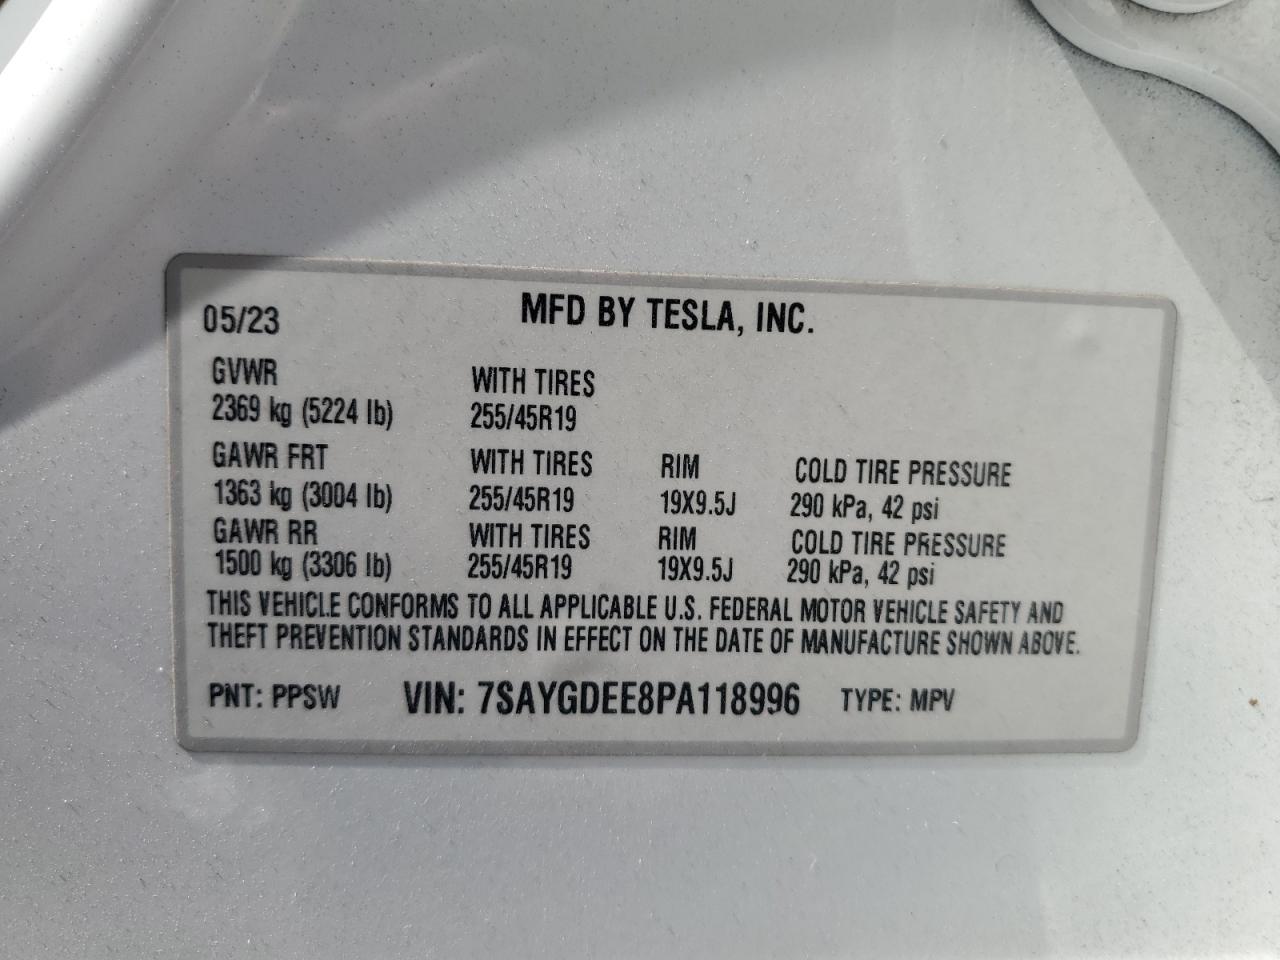 05/23 MFD BY TESLA, INC.
GVWR WITH TIRES
2369 kg (5224 lb) 255/45R19
GAWR FRT WITH TIRES RIM COLD TIRE PRESSURE
1363 kg (3004 lb) 255/45R19 19X9.5J 290 kPa, 42 psi
GAWR RR WITH TIRES RIM COLD TIRE PRESSURE
1500 kg (3306 lb) 255/45R19 19X9.5J 290 kPa, 42 psi
THIS VEHICLE CONFORMS TO ALL APPLICABLE U.S. FEDERAL MOTOR VEHICLE SAFETY AND
THEFT PREVENTION STANDARDS IN EFFECT ON THE DATE OF MANUFACTURE SHOWN ABOVE.
PNT: PPSW VIN: 7SAYGDEE8PA118996 TYPE: MPV